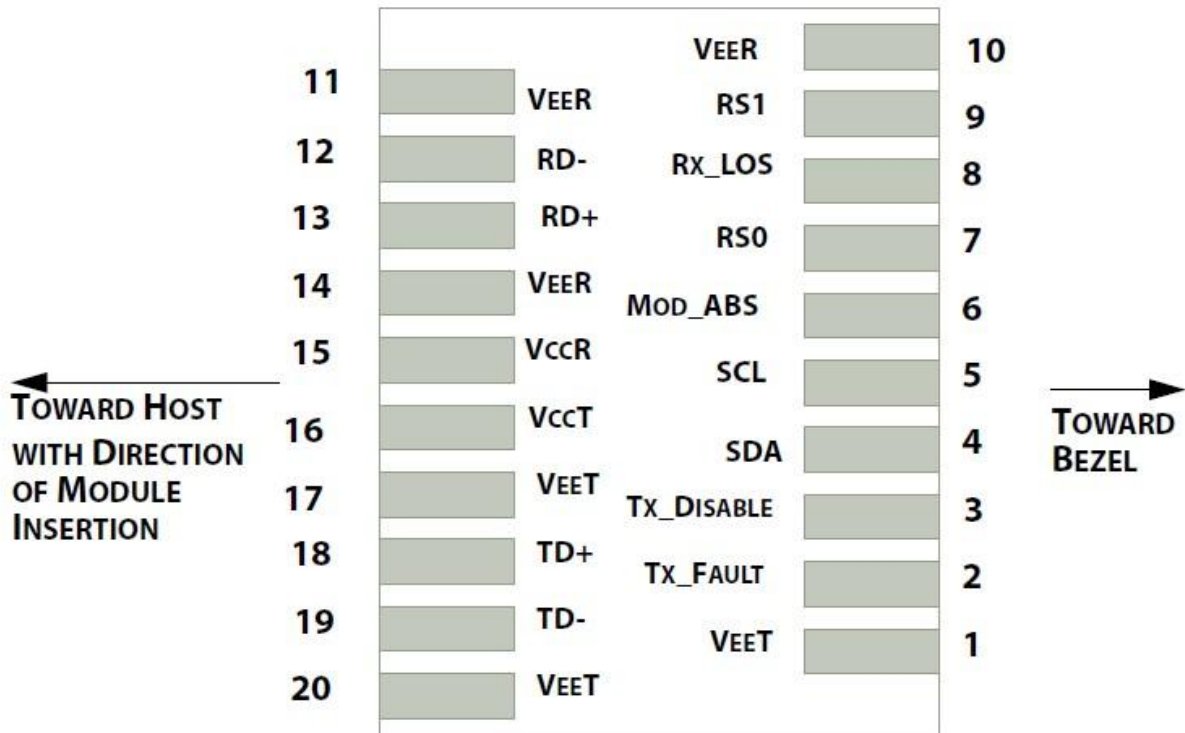 VEER 10
11 VEER
RS1 9
12 RD-
RX_LOS 8
13 RD+
RS0 7
14 VEER
MOD_ABS 6
15 VCCR
SCL 5
TOWARD HOST
WITH DIRECTION
OF MODULE
INSERTION
TOWARD
BEZEL
16 VCCT
SDA 4
17 VEET
TX_DISABLE 3
18 TD+
TX_FAULT 2
19 TD-
VEET 1
20 VEET